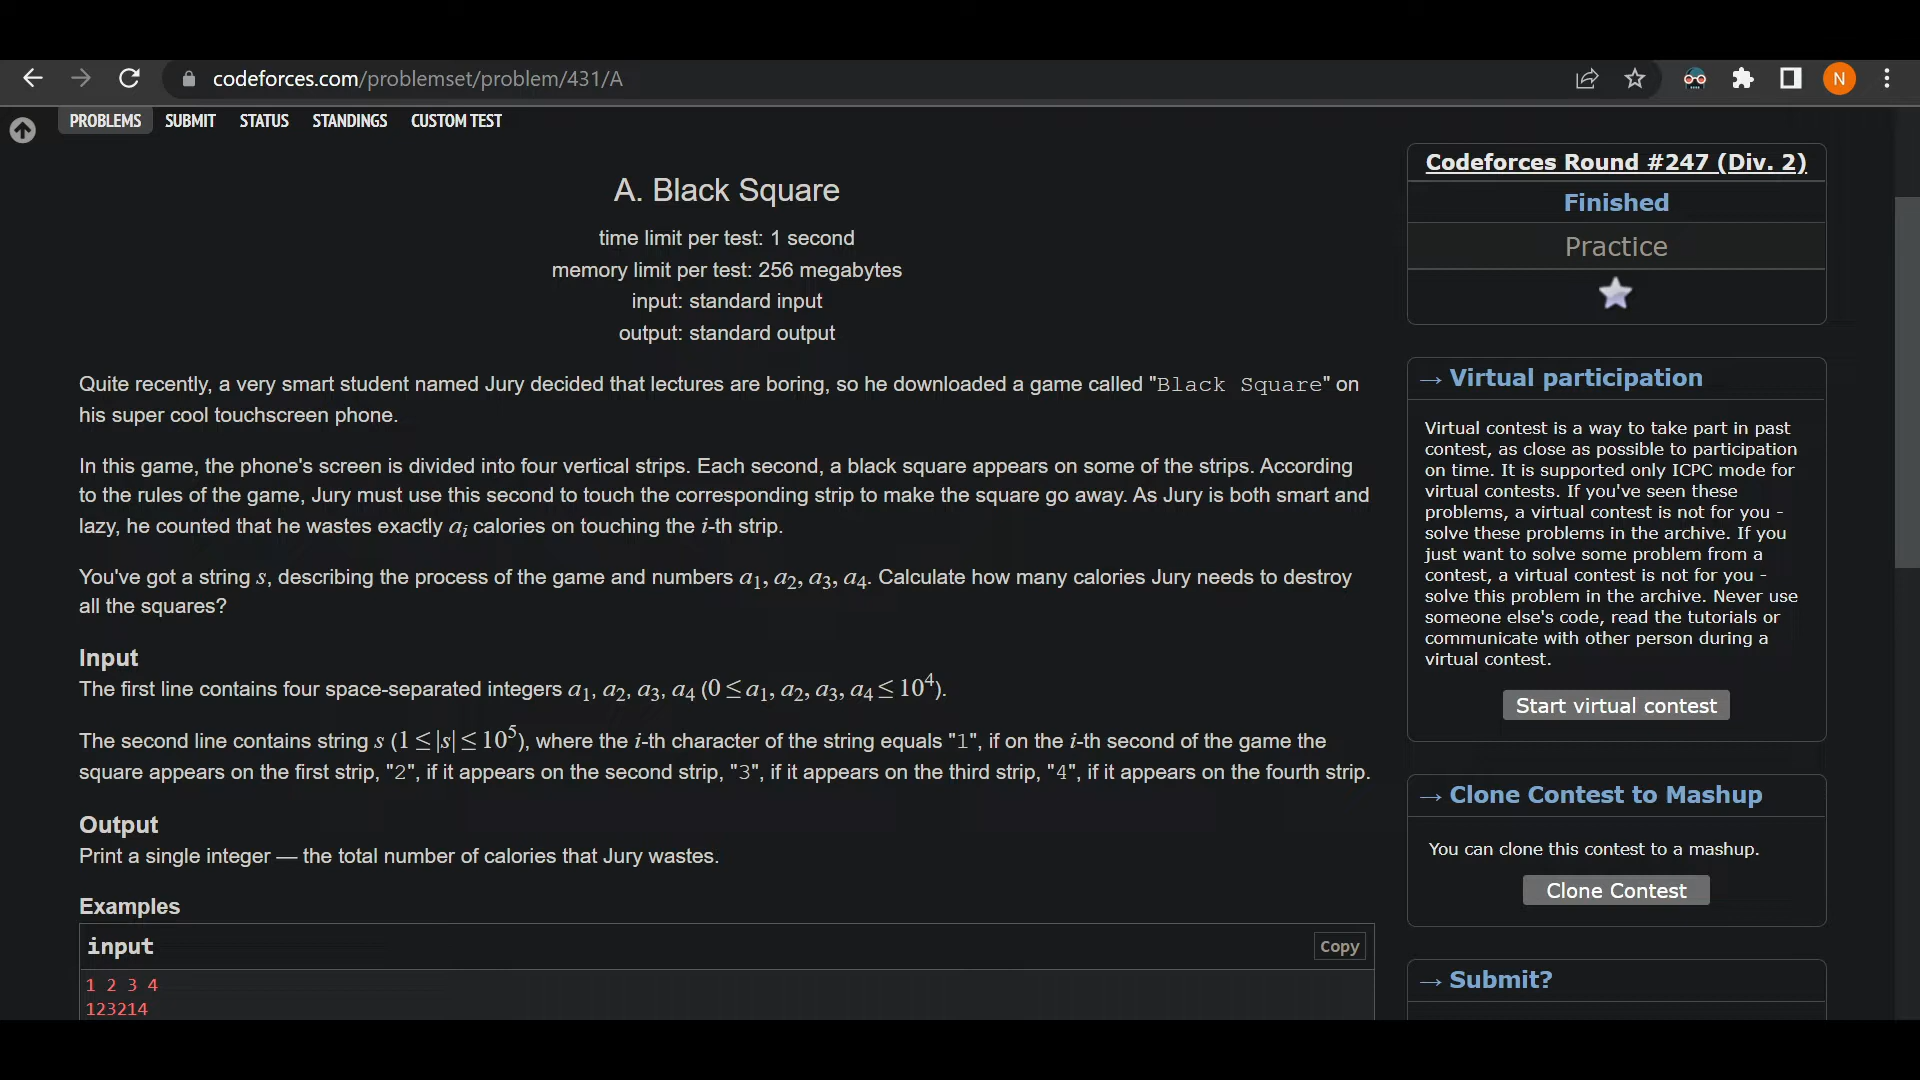 codeforces.com/problemset/problem/431/A
N
PROBLEMS SUBMIT STATUS STANDINGS CUSTOM TEST
A. Black Square
time limit per test: 1 second
memory limit per test: 256 megabytes
input: standard input
output: standard output
Quite recently, a very smart student named Jury decided that lectures are boring, so he downloaded a game called "Black Square" on
his super cool touchscreen phone.
In this game, the phone's screen is divided into four vertical strips. Each second, a black square appears on some of the strips. According
to the rules of the game, Jury must use this second to touch the corresponding strip to make the square go away. As Jury is both smart and
lazy, he counted that he wastes exactly aᵢ calories on touching the i-th strip.
You've got a string s, describing the process of the game and numbers a₁, a₂, a₃, a₄. Calculate how many calories Jury needs to destroy
all the squares?
Input
The first line contains four space-separated integers a₁, a₂, a₃, a₄ (0 ≤ a₁, a₂, a₃, a₄ ≤ 10⁴).
The second line contains string s (1 ≤ |s| ≤ 10⁵), where the i-th character of the string equals "1", if on the i-th second of the game the
square appears on the first strip, "2", if it appears on the second strip, "3", if it appears on the third strip, "4", if it appears on the fourth strip.
Output
Print a single integer — the total number of calories that Jury wastes.
Examples
input
Copy
1 2 3 4
123214
Codeforces Round #247 (Div. 2)
Finished
Practice
→ Virtual participation
Virtual contest is a way to take part in past
contest, as close as possible to participation
on time. It is supported only ICPC mode for
virtual contests. If you've seen these
problems, a virtual contest is not for you -
solve these problems in the archive. If you
just want to solve some problem from a
contest, a virtual contest is not for you -
solve this problem in the archive. Never use
someone else's code, read the tutorials or
communicate with other person during a
virtual contest.
Start virtual contest
→ Clone Contest to Mashup
You can clone this contest to a mashup.
Clone Contest
→ Submit?